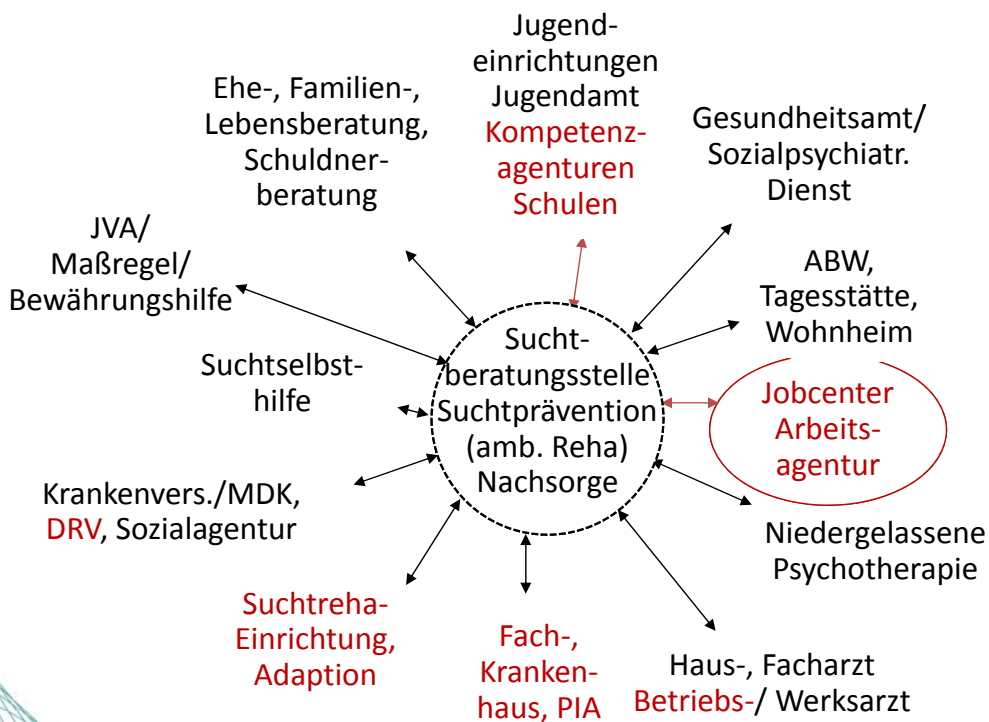 Jugend-
einrichtungen
Jugendamt
Kompetenz-
agenturen
Schulen
Ehe-, Familien-,
Lebensberatung,
Schuldner-
beratung
Gesundheitsamt/
Sozialpsychiatr.
Dienst
JVA/
Maßregel/
Bewährungshilfe
ABW,
Tagesstätte,
Wohnheim
Suchtselbst-
hilfe
Sucht-
beratungsstelle
Suchtprävention
(amb. Reha)
Nachsorge
Jobcenter
Arbeits-
agentur
Krankenvers./MDK,
DRV, Sozialagentur
Niedergelassene
Psychotherapie
Suchtreha-
Einrichtung,
Adaption
Fach-,
Kranken-
haus, PIA
Haus-, Facharzt
Betriebs-/ Werksarzt